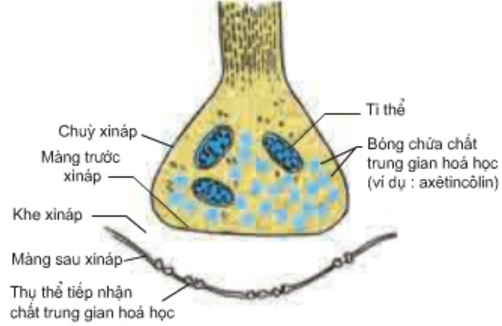 Chuỳ xináp
Màng trước
xináp
Khe xináp
Màng sau xináp
Thụ thể tiếp nhận
chất trung gian hoá học
Ti thể
Bóng chứa chất
trung gian hoá học
(ví dụ : axêtincôlin)